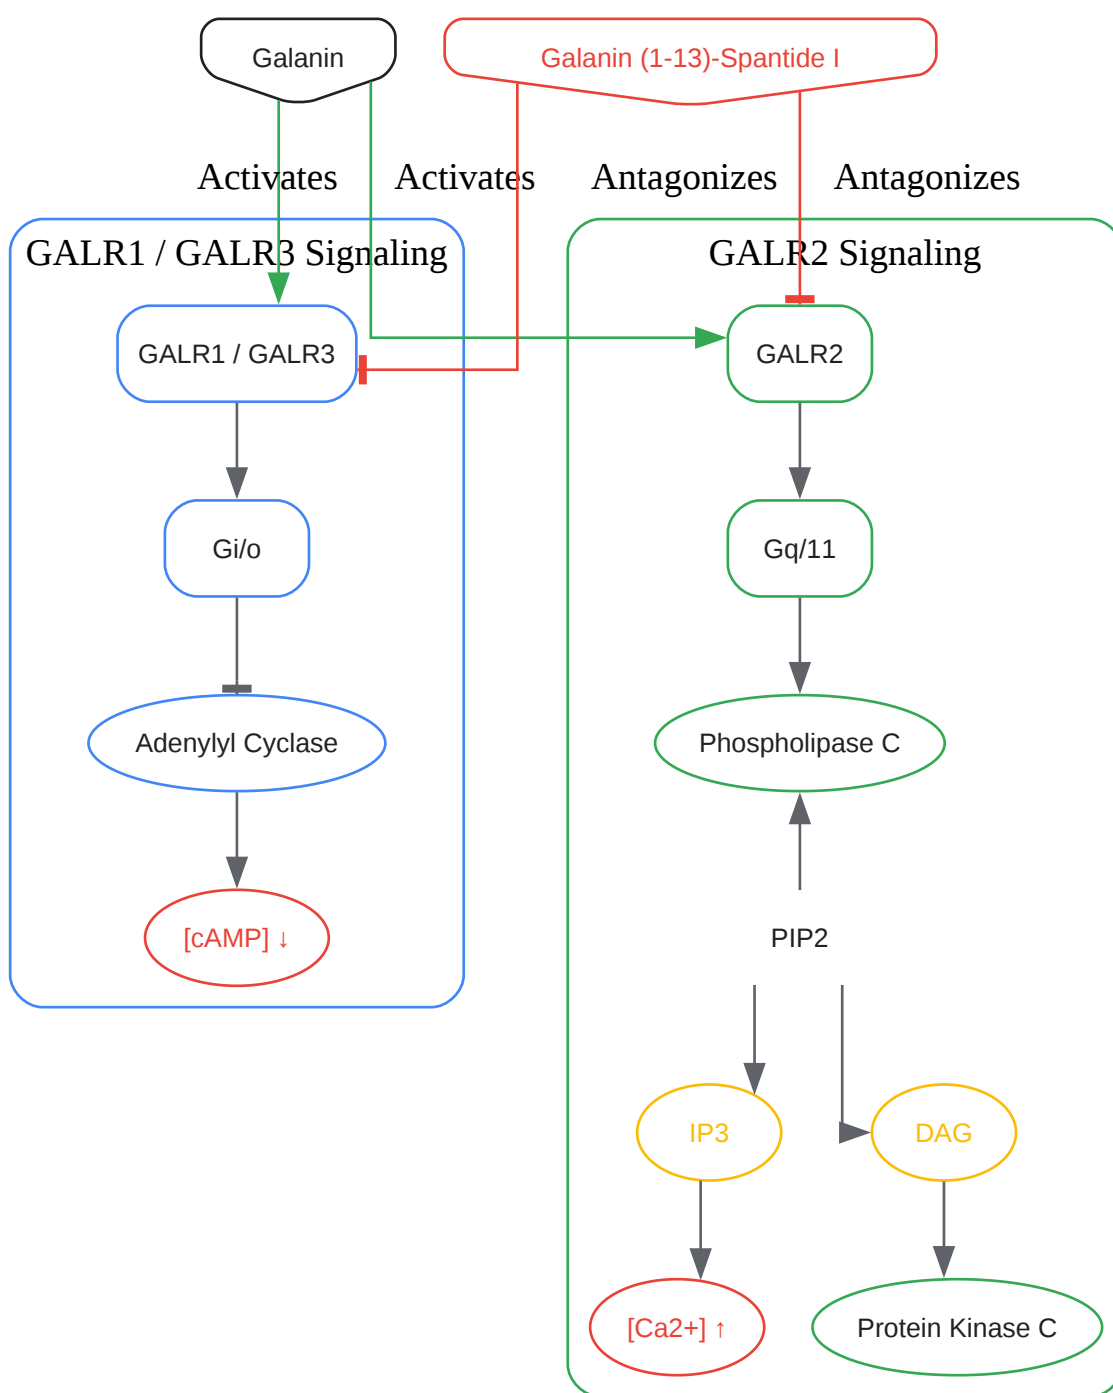 Galanin
Galanin (1-13)-Spantide I
Activates
Activates
Antagonizes
Antagonizes
GALR1 / GALR3 Signaling
GALR2 Signaling
GALR1 / GALR3
GALR2
Gi/o
Gq/11
Adenylyl Cyclase
Phospholipase C
[cAMP] ↓
PIP2
IP3
DAG
[Ca2+] ↑
Protein Kinase C